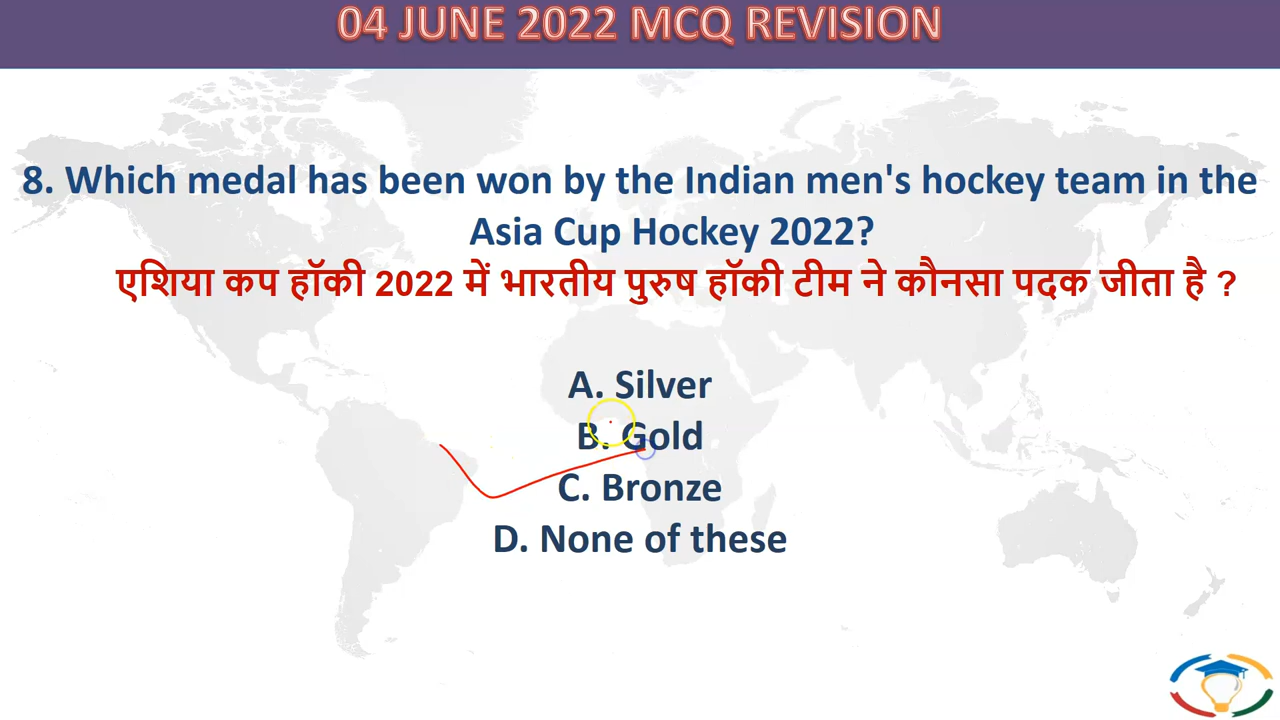 04 JUNE 2022 MCQ REVISION
8. Which medal has been won by the Indian men's hockey team in the
Asia Cup Hockey 2022?
एशिया कप हॉकी 2022 में भारतीय पुरुष हॉकी टीम ने कौनसा पदक जीता है ?
A. Silver
B. Gold
C. Bronze
D. None of these